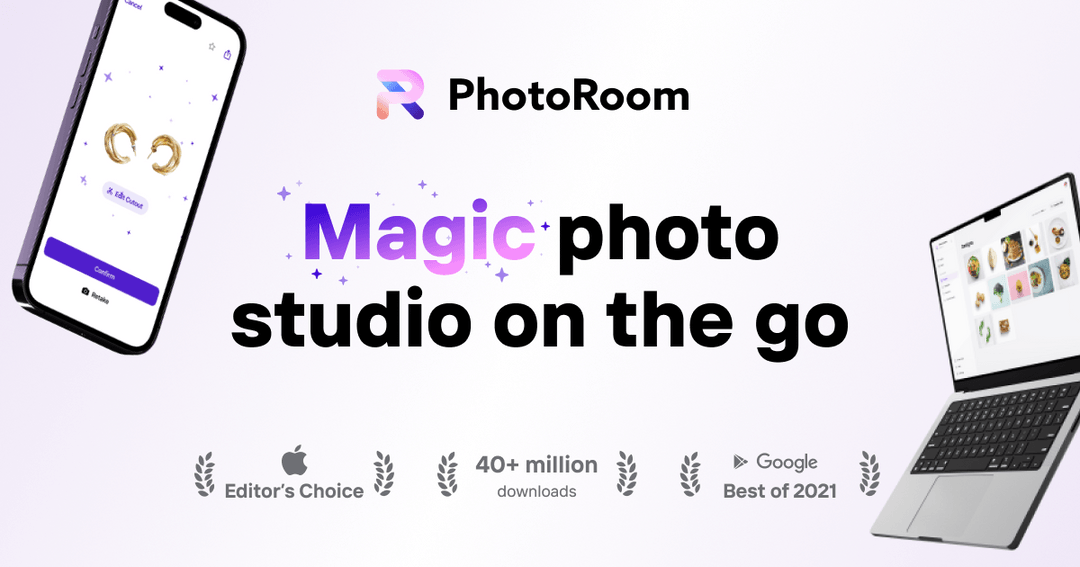 Cancel
Edit Cutout
Confirm
Retake
PhotoRoom
Magic photo
studio on the go
Editor's Choice
40+ million
downloads
Google
Best of 2021